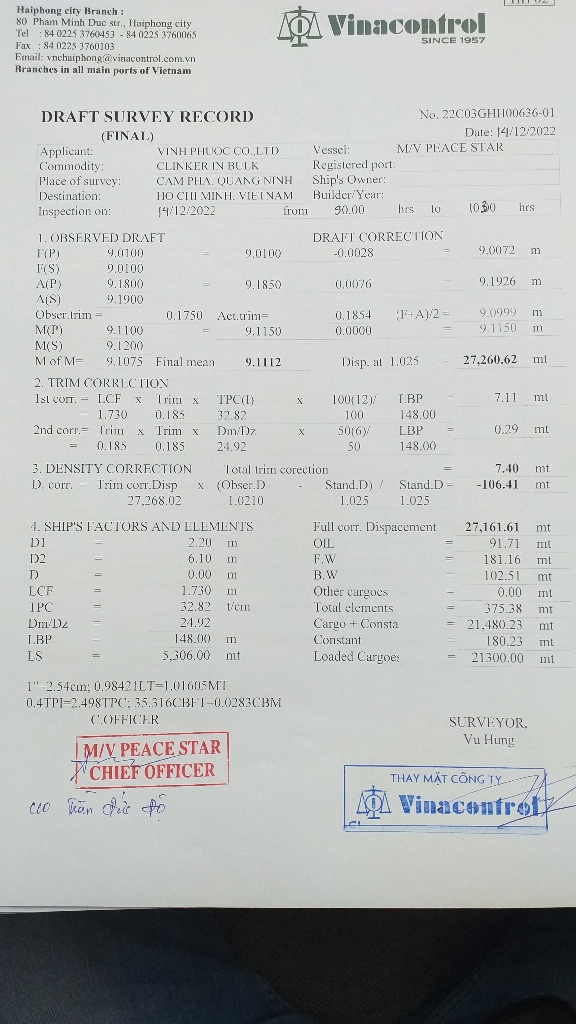 Haiphong city Branch :
80 Pham Minh Duc str., Haiphong city
Tel : 84 0225 3760453 - 84 0225 3760065
Fax : 84 0225 3760103
Email: vnchaiphong@vinacontrol.com.vn
Branches in all main ports of Vietnam
Vinacontrol
SINCE 1957
DRAFT SURVEY RECORD
(FINAL)
No. 22C03GHH00636-01
Date: 14/12/2022
Applicant: VINH PHUOC CO.,LTD Vessel: M/V PEACE STAR
Commodity: CLINKER IN BULK Registered port:
Place of survey: CAM PHA, QUANG NINH Ship's Owner:
Destination: HO CHI MINH, VIETNAM Builder/Year:
Inspection on: 14/12/2022 from hrs to hrs
1. OBSERVED DRAFT DRAFT CORRECTION
F(P) 9.0100 = 9.0100 -0.0028 = 9.0072 m
F(S) 9.0100
A(P) 9.1800 = 9.1850 0.0076 = 9.1926 m
A(S) 9.1900
Obser.trim = 0.1750 Act.trim= 0.1854 (F+A)/2 = 9.0999 m
M(P) 9.1100 = 9.1150 0.0000 = 9.1150 m
M(S) 9.1200
M of M= 9.1075 Final mean 9.1112 Disp. at 1.025 27,260.62 mt
2. TRIM CORRECTION
1st corr. = LCF x Trim x TPC(I) x 100(12)/ LBP 7.11 mt
= 1.730 0.185 32.82 100 148.00
2nd corr.= Trim x Trim x Dm/Dz x 50(6)/ LBP = 0.29 mt
= 0.185 0.185 24.92 50 148.00
3. DENSITY CORRECTION Total trim corection = 7.40 mt
D. corr. = Trim corr.Disp x (Obser.D - Stand.D) / Stand.D = -106.41 mt
27,268.02 1.0210 1.025 1.025
4. SHIP'S FACTORS AND ELEMENTS Full corr. Dispacement 27,161.61 mt
D1 = 2.20 m OIL = 91.71 mt
D2 = 6.10 m F.W = 181.16 mt
D = 0.00 m B.W = 102.51 mt
LCF = 1.730 m Other cargoes = 0.00 mt
TPC = 32.82 t/cm Total elements = 375.38 mt
Dm/Dz = 24.92 Cargo + Consta = 21,480.23 mt
LBP = 148.00 m Constant = 180.23 mt
LS = 5,306.00 mt Loaded Cargoes = 21300.00 mt
1"=2.54cm; 0.98421LT=1.01605MT
0.4TPI=2.498TPC; 35.316CBFT=0.0283CBM
C.OFFICER
SURVEYOR,
Vu Hung
M/V PEACE STAR
CHIEF OFFICER
C/O Trần Đức Độ
THAY MẶT CÔNG TY
Vinacontrol